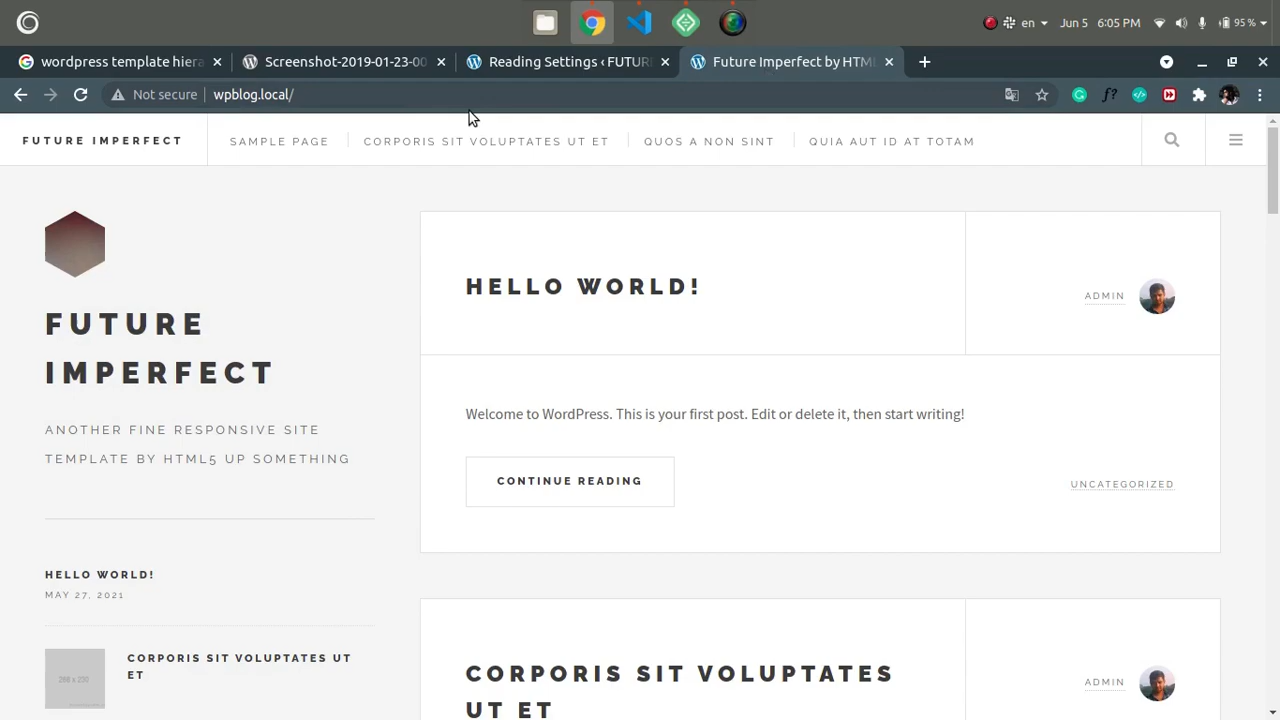 en
Jun 5
6:05 PM
95 %
wordpress template hiera
Screenshot-2019-01-23-00
Reading Settings ‹ FUTUR
Future Imperfect by HTML
Not secure
wpblog.local/
f?
FUTURE IMPERFECT
SAMPLE PAGE
CORPORIS SIT VOLUPTATES UT ET
QUOS A NON SINT
QUIA AUT ID AT TOTAM
FUTURE
IMPERFECT
ANOTHER FINE RESPONSIVE SITE
TEMPLATE BY HTML5 UP SOMETHING
HELLO WORLD!
MAY 27, 2021
268 x 220
CORPORIS SIT VOLUPTATES UT
ET
HELLO WORLD!
ADMIN
Welcome to WordPress. This is your first post. Edit or delete it, then start writing!
CONTINUE READING
UNCATEGORIZED
CORPORIS SIT VOLUPTATES
UT ET
ADMIN